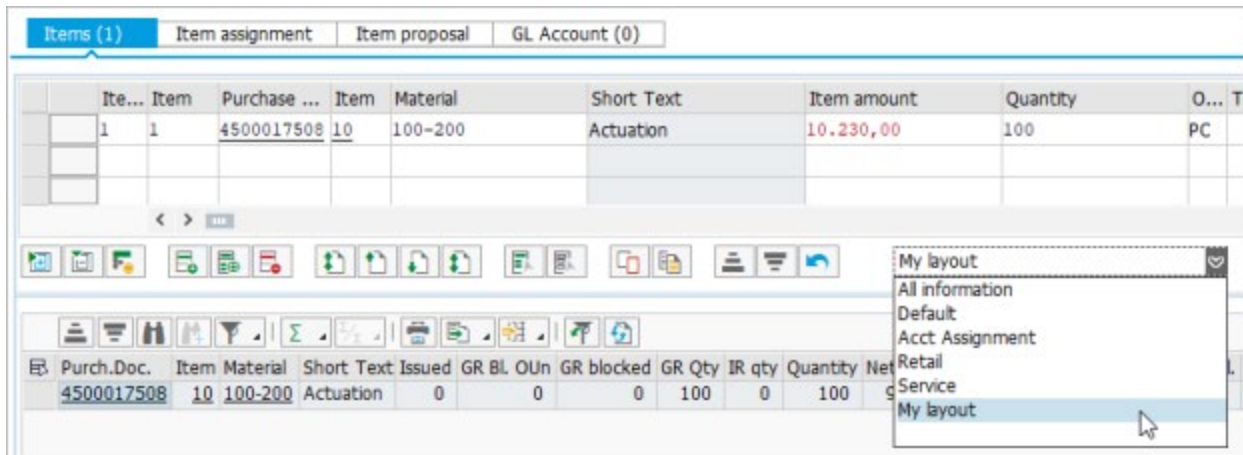 Items (1) Item assignment Item proposal GL Account (0)
Ite... Item Purchase ... Item Material Short Text Item amount Quantity O... T
1 1 4500017508 10 100-200 Actuation 10.230,00 100 PC
My layout
All information
Default
Acct Assignment
Retail
Service
My layout
Purch.Doc. Item Material Short Text Issued GR Bl. OUn GR blocked GR Qty IR qty Quantity Net
4500017508 10 100-200 Actuation 0 0 0 100 0 100